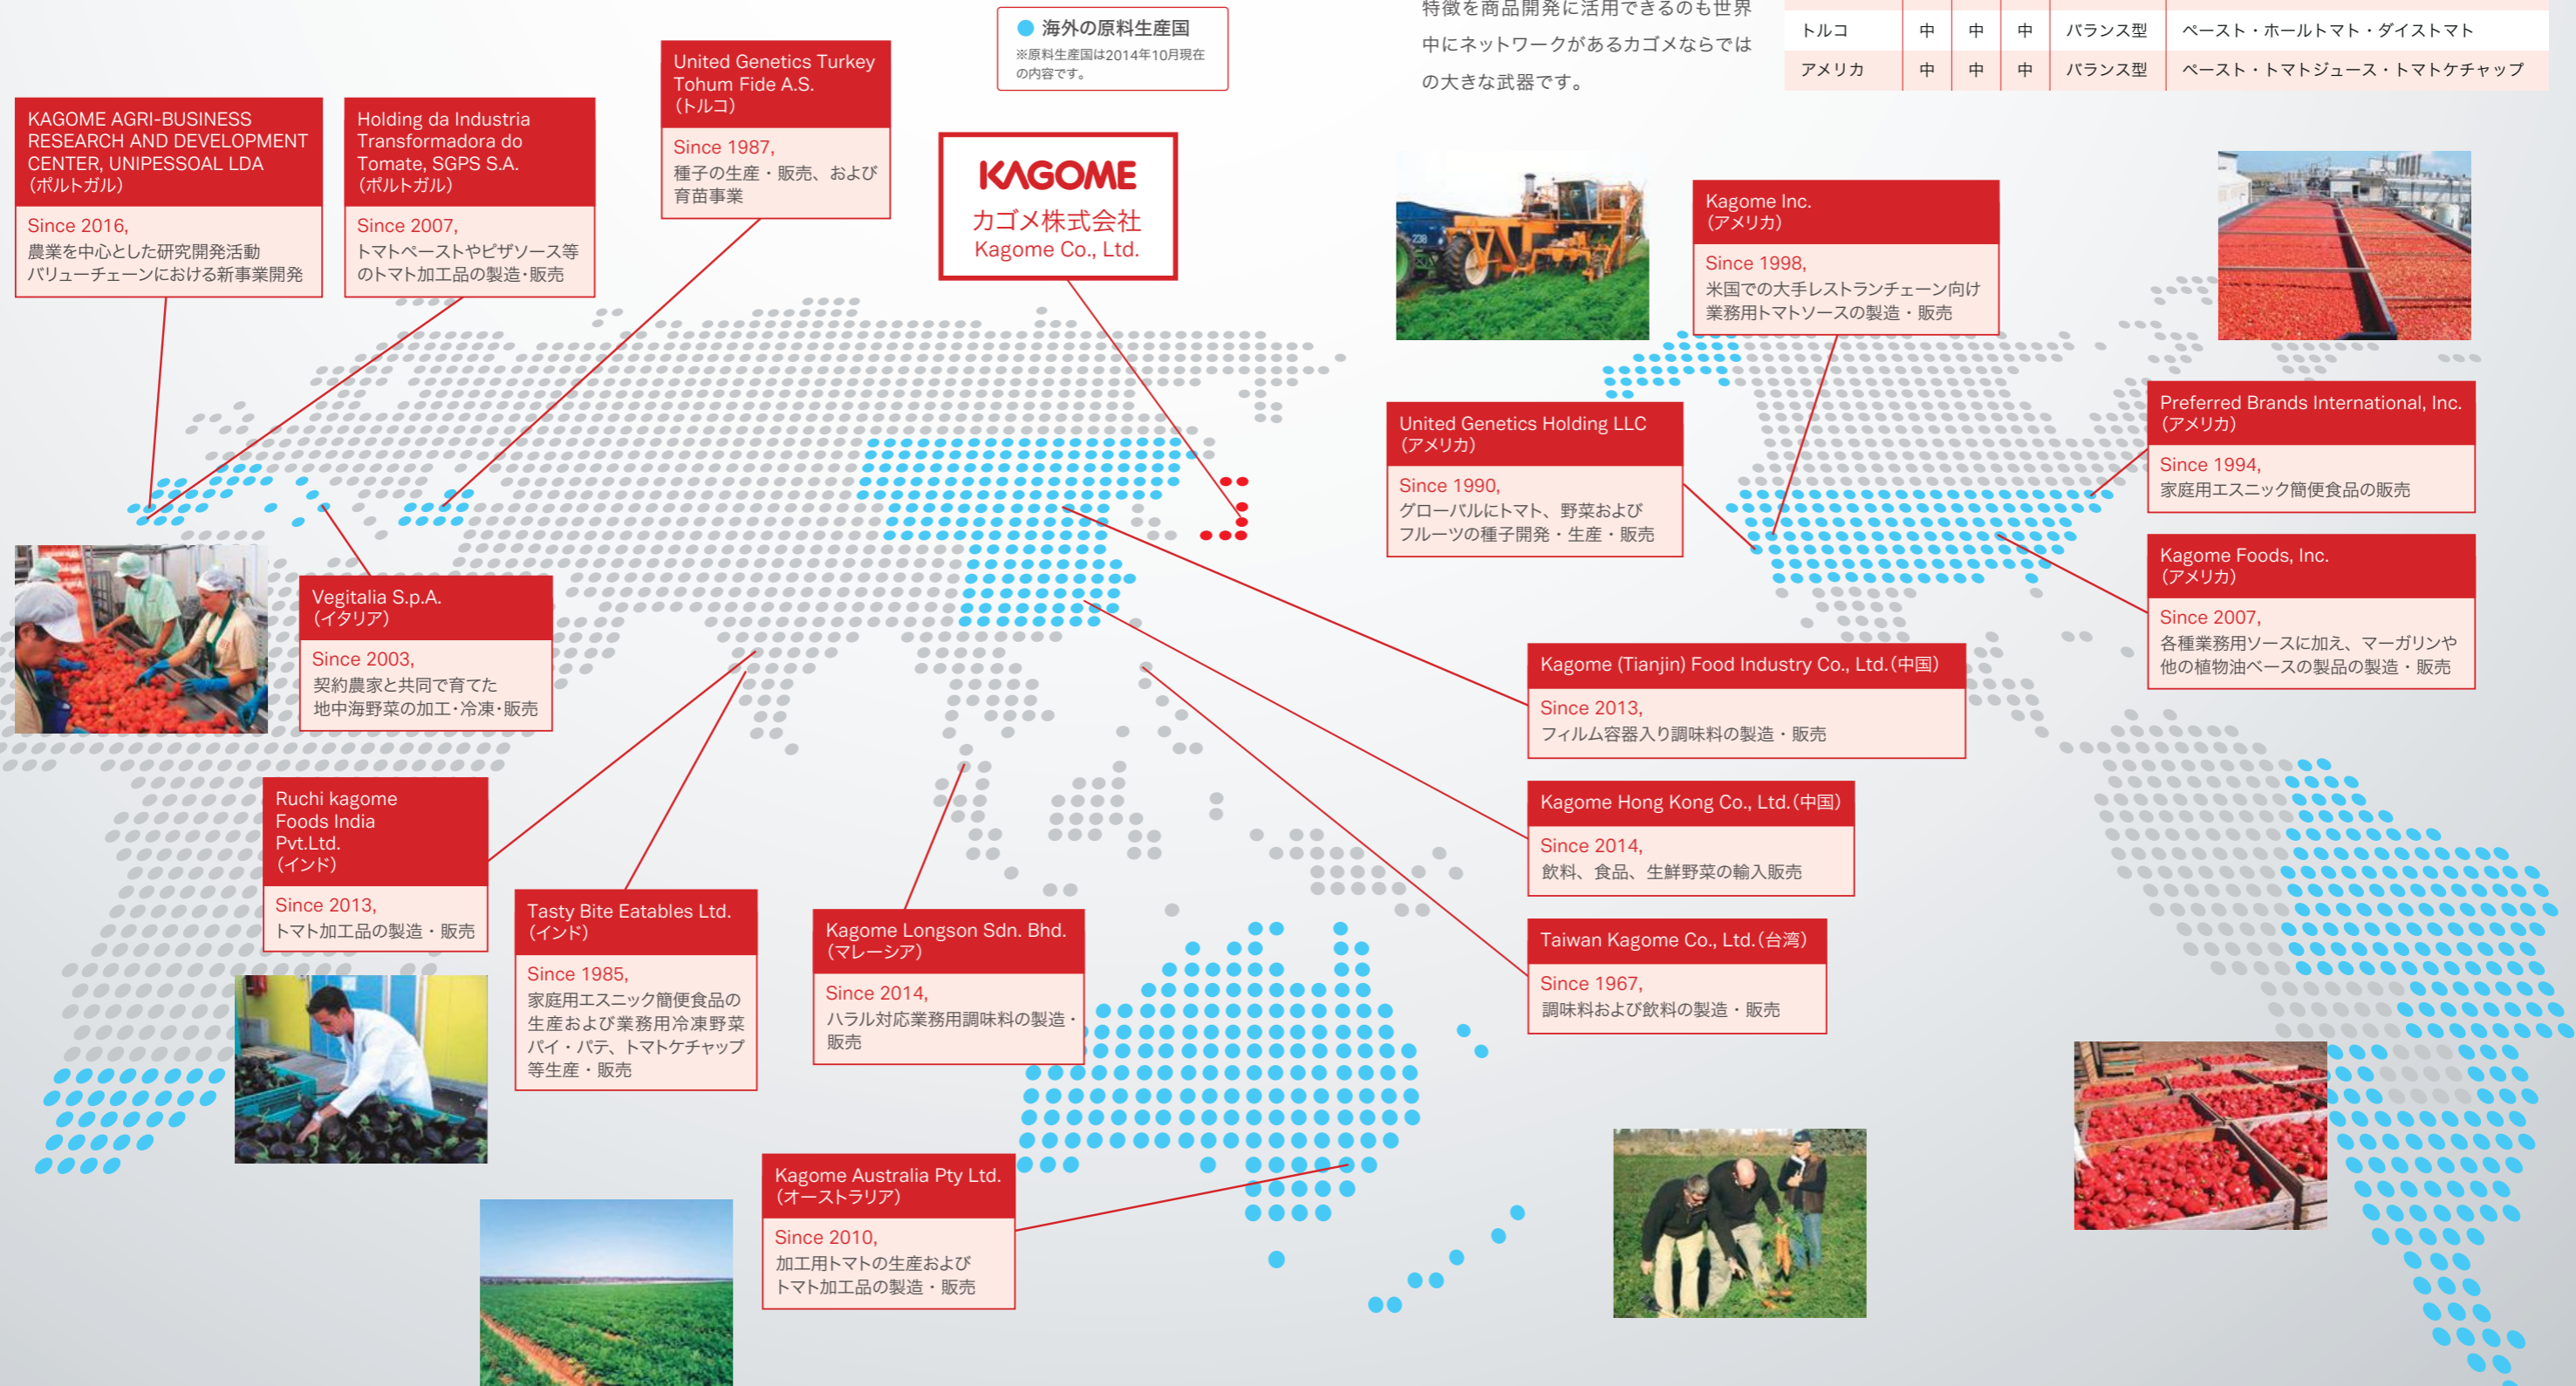 特徴を商品開発に活用できるのも世界
中にネットワークがあるカゴメならでは
の大きな武器です。
トルコ 中 中 中 バランス型 ペースト・ホールトマト・ダイストマト
アメリカ 中 中 中 バランス型 ペースト・トマトジュース・トマトケチャップ
海外の原料生産国
※原料生産国は2014年10月現在
の内容です。
KAGOME AGRI-BUSINESS
RESEARCH AND DEVELOPMENT
CENTER, UNIPESSOAL LDA
（ポルトガル）
Since 2016,
農業を中心とした研究開発活動
バリューチェーンにおける新事業開発
Holding da Industria
Transformadora do
Tomate, SGPS S.A.
（ポルトガル）
Since 2007,
トマトペーストやピザソース等
のトマト加工品の製造・販売
United Genetics Turkey
Tohum Fide A.S.
（トルコ）
Since 1987,
種子の生産・販売、および
育苗事業
KAGOME
カゴメ株式会社
Kagome Co., Ltd.
238
Kagome Inc.
（アメリカ）
Since 1998,
米国での大手レストランチェーン向け
業務用トマトソースの製造・販売
United Genetics Holding LLC
（アメリカ）
Since 1990,
グローバルにトマト、野菜および
フルーツの種子開発・生産・販売
Preferred Brands International, Inc.
（アメリカ）
Since 1994,
家庭用エスニック簡便食品の販売
Kagome Foods, Inc.
（アメリカ）
Since 2007,
各種業務用ソースに加え、マーガリンや
他の植物油ベースの製品の製造・販売
Vegitalia S.p.A.
（イタリア）
Since 2003,
契約農家と共同で育てた
地中海野菜の加工・冷凍・販売
Kagome (Tianjin) Food Industry Co., Ltd.（中国）
Since 2013,
フィルム容器入り調味料の製造・販売
Kagome Hong Kong Co., Ltd.（中国）
Since 2014,
飲料、食品、生鮮野菜の輸入販売
Taiwan Kagome Co., Ltd.（台湾）
Since 1967,
調味料および飲料の製造・販売
Ruchi kagome
Foods India
Pvt.Ltd.
（インド）
Since 2013,
トマト加工品の製造・販売
Tasty Bite Eatables Ltd.
（インド）
Since 1985,
家庭用エスニック簡便食品の
生産および業務用冷凍野菜
パイ・パテ、トマトケチャップ
等生産・販売
Kagome Longson Sdn. Bhd.
（マレーシア）
Since 2014,
ハラル対応業務用調味料の製造・
販売
Kagome Australia Pty Ltd.
（オーストラリア）
Since 2010,
加工用トマトの生産および
トマト加工品の製造・販売